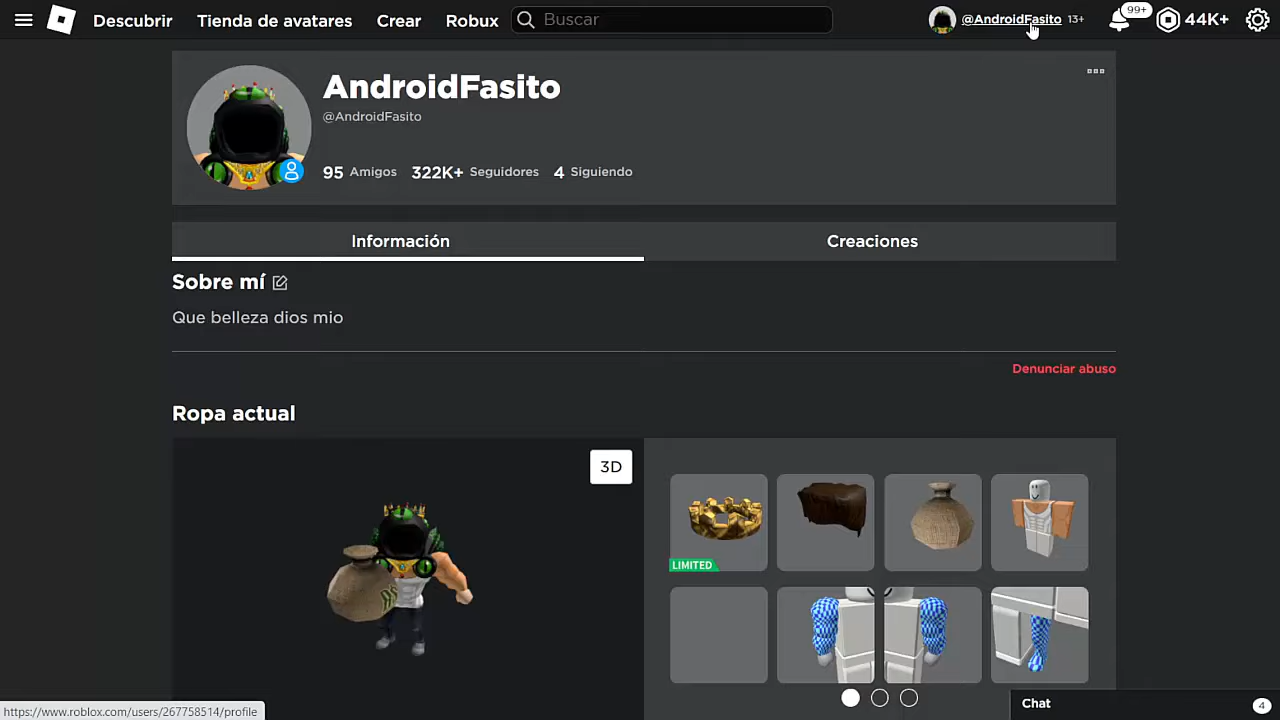 Descubrir Tienda de avatares Crear Robux Buscar @AndroidFasito 13+ 99+ 44K+
AndroidFasito
@AndroidFasito
95 Amigos 322K+ Seguidores 4 Siguiendo
Información Creaciones
Sobre mí
Que belleza dios mio
Denunciar abuso
Ropa actual
3D
LIMITED
https://www.roblox.com/users/267758514/profile
Chat 4